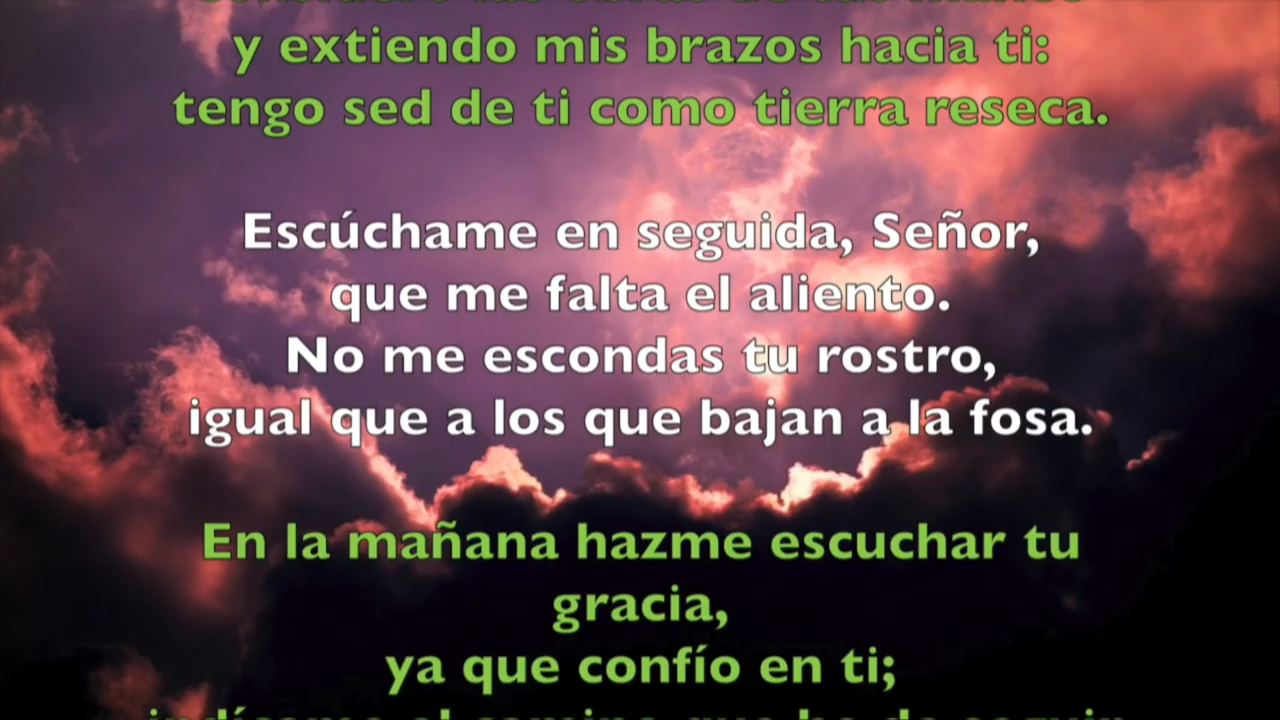 y extiendo mis brazos hacia ti:
tengo sed de ti como tierra reseca.
Escúchame en seguida, Señor,
que me falta el aliento.
No me escondas tu rostro,
igual que a los que bajan a la fosa.
En la mañana hazme escuchar tu
gracia,
ya que confío en ti;